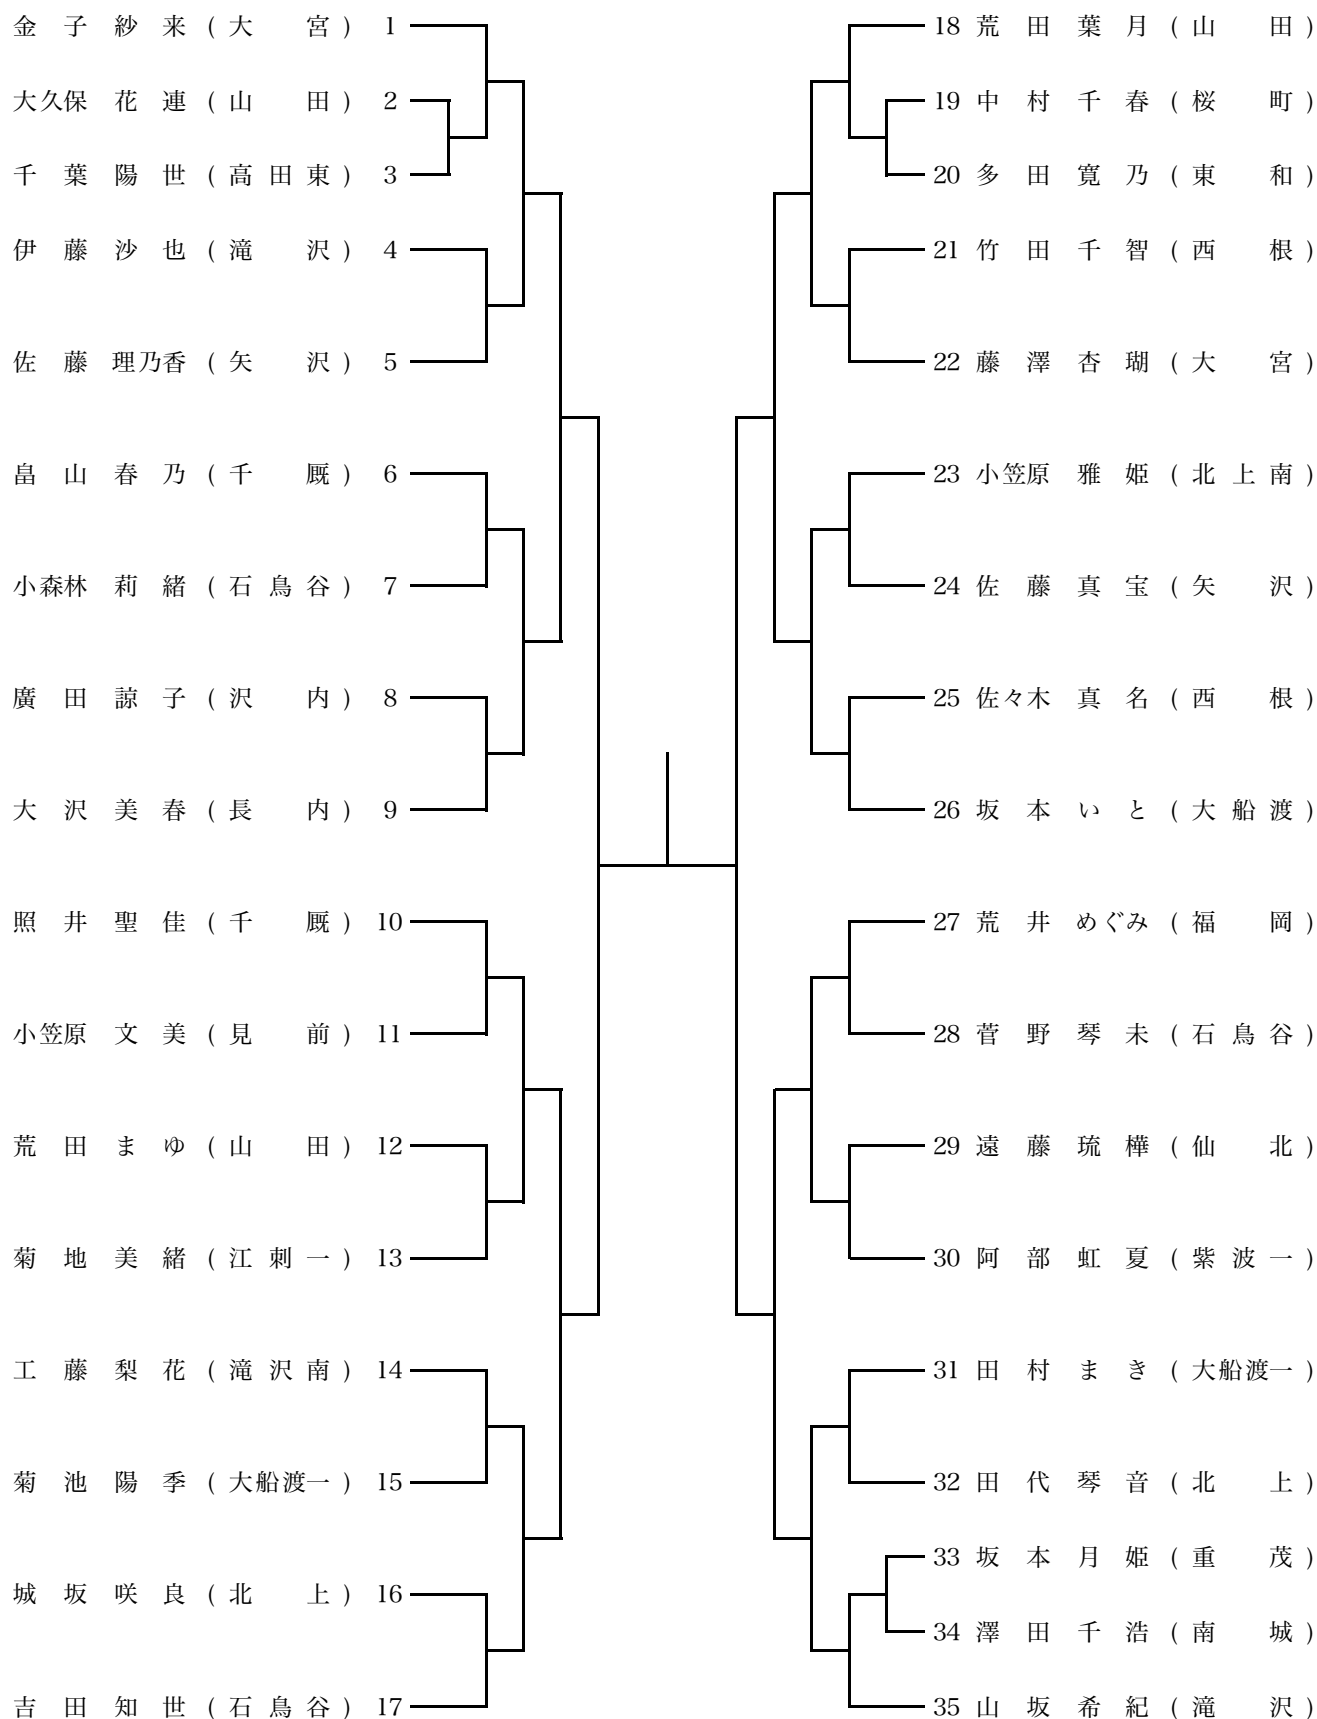 金子紗来(大宮) 1
大久保花連(山田) 2
千葉陽世(高田東) 3
伊藤沙也(滝沢) 4
佐藤理乃香(矢沢) 5
畠山春乃(千厩) 6
小森林莉緒(石鳥谷) 7
廣田諒子(沢内) 8
大沢美春(長内) 9
照井聖佳(千厩) 10
小笠原文美(見前) 11
荒田まゆ(山田) 12
菊地美緒(江刺一) 13
工藤梨花(滝沢南) 14
菊池陽季(大船渡一) 15
城坂咲良(北上) 16
吉田知世(石鳥谷) 17
18 荒田葉月(山田)
19 中村千春(桜町)
20 多田寛乃(東和)
21 竹田千智(西根)
22 藤澤杏瑚(大宮)
23 小笠原雅姫(北上南)
24 佐藤真宝(矢沢)
25 佐々木真名(西根)
26 坂本いと(大船渡)
27 荒井めぐみ(福岡)
28 菅野琴未(石鳥谷)
29 遠藤琉樺(仙北)
30 阿部虹夏(紫波一)
31 田村まき(大船渡一)
32 田代琴音(北上)
33 坂本月姫(重茂)
34 澤田千浩(南城)
35 山坂希紀(滝沢)